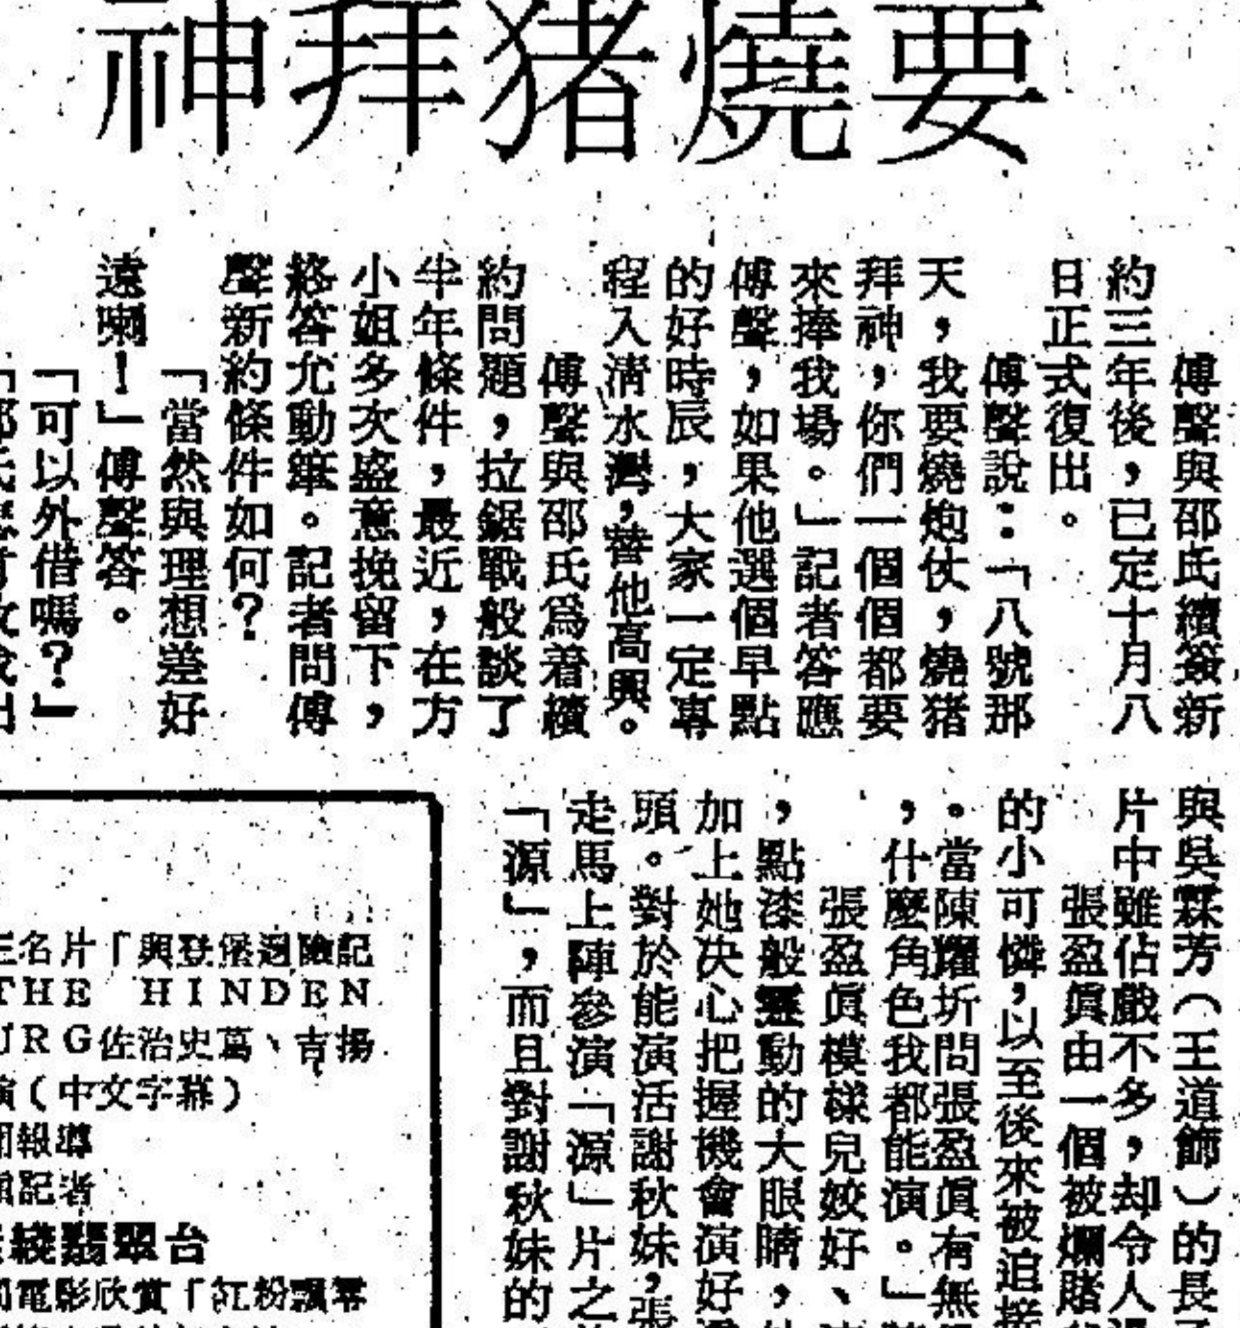 要燒猪拜神
傅聲與邵氏續簽新
約三年後，已定十月八
日正式復出。
傅聲說：「八號那
天，我要燒炮仗，燒猪
拜神，你們一個個都要
來捧我場。」記者答應
傅聲，如果他選個早點
的好時辰，大家一定專
程入清水灣，替他高興。
傅聲與邵氏爲着續
約問題，拉鋸戰般談了
半年條件，最近，在方
小姐多次盛意挽留下，
終答允動筆。記者問傅
聲新約條件如何？
「當然與理想差好
遠喇！」傅聲答。
「可以外借嗎？」
與吳霖芳（王道飾）的長
片中雖佔戲不多，却令人
張盈眞由一個被爛賭
的小可憐，以至後來被迫接
。當陳耀圻問張盈眞有無
，什麼角色我都能演。」
張盈眞模樣兒姣好、
，點漆般靈動的大眼睛，
加上她决心把握機會演好
頭。對於能演活謝秋妹，張
走馬上陣參演「源」片之
「源」，而且對謝秋妹的
名片「興登堡遇險記
THE HINDEN
URG佐治史葛、吉揚
演（中文字幕）
報導
記者
綫翡翠台
電影欣賞「紅粉飄零